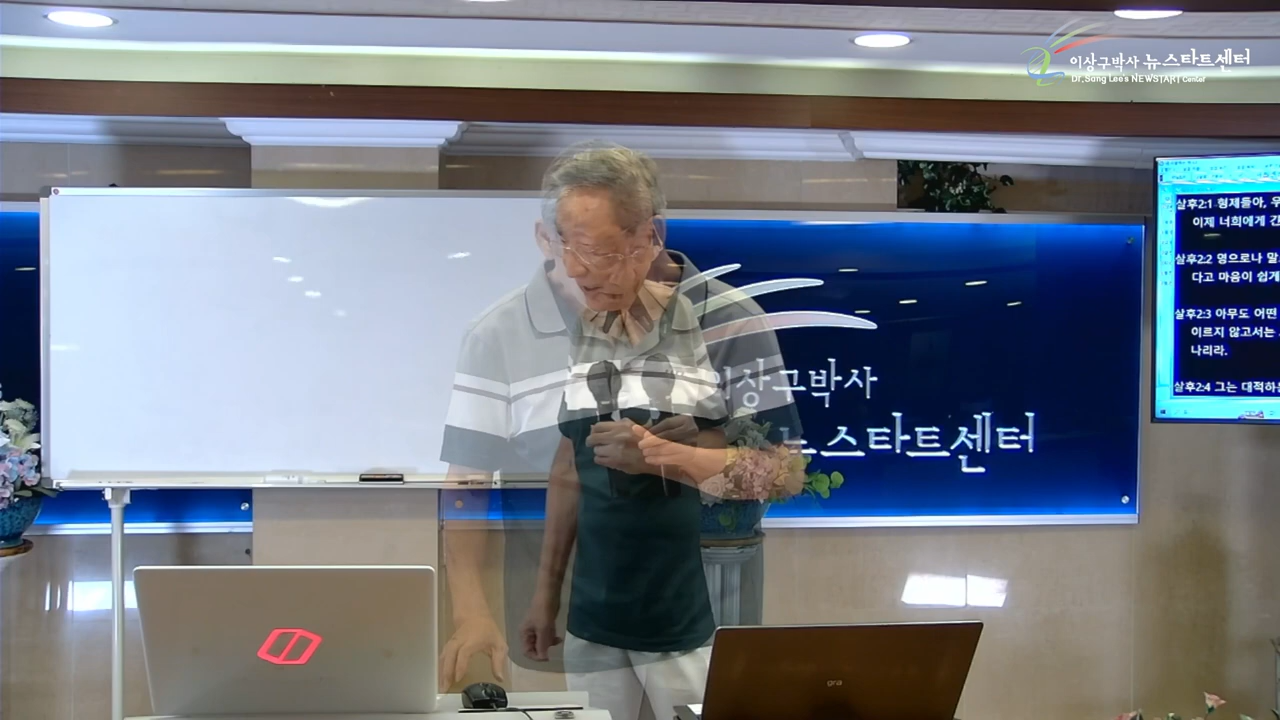 이상구박사 뉴스타트센터
Dr. Sang Lee's NEWSTART Center
살후2:1 형제들아, 우
이제 너희에게 간
살후2:2 영으로나 말
다고 마음이 쉽게
살후2:3 아무도 어떤
이르지 않고서는
나리라.
살후2:4 그는 대적하는
이상구박사
뉴스타트센터
gra